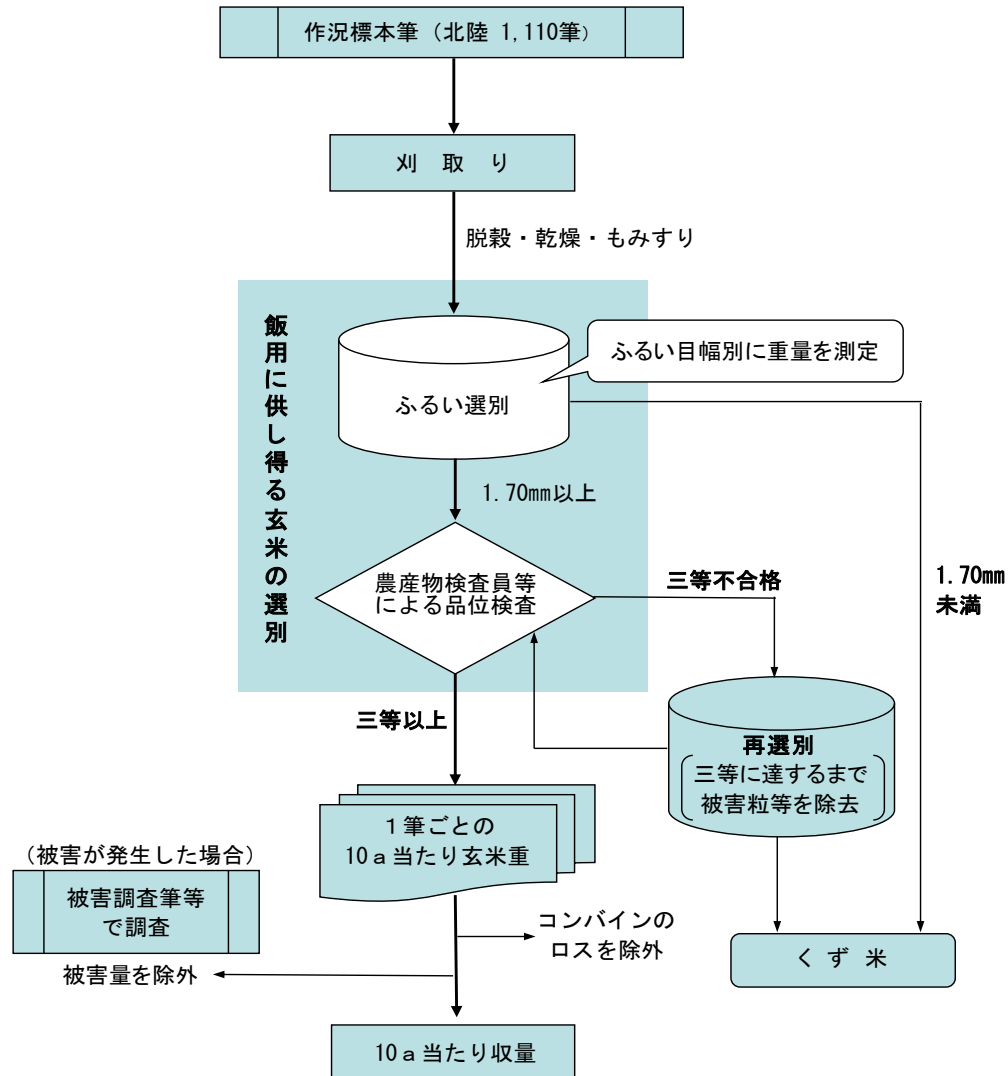 作況標本筆（北陸 1,110筆）
刈 取 り
脱穀・乾燥・もみすり
飯用に供し得る玄米の選別
ふるい目幅別に重量を測定
ふるい選別
1.70㎜以上
農産物検査員等
による品位検査
三等不合格
1.70㎜
未満
三等以上
再選別
三等に達するまで
被害粒等を除去
１筆ごとの
10ａ当たり玄米重
（被害が発生した場合）
被害調査筆等
で調査
コンバインの
ロスを除外
被害量を除外
く ず 米
10ａ当たり収量